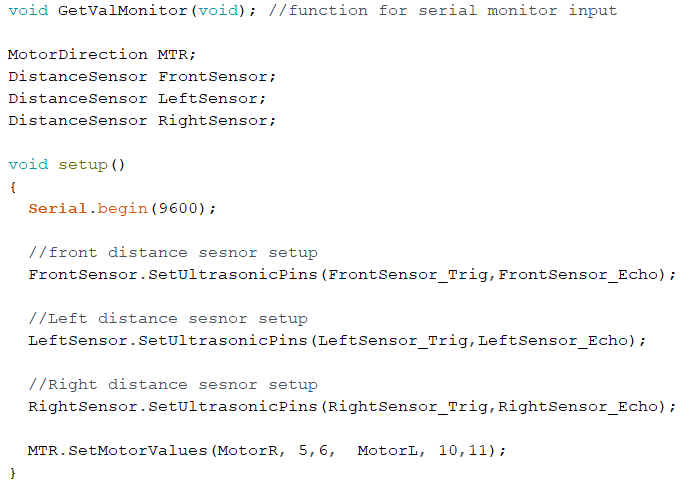 void GetValMonitor(void); //function for serial monitor input
MotorDirection MTR;
DistanceSensor FrontSensor;
DistanceSensor LeftSensor;
DistanceSensor RightSensor;
void setup()
{
Serial.begin(9600);
//front distance sesnor setup
FrontSensor.SetUltrasonicPins(FrontSensor_Trig,FrontSensor_Echo);
//Left distance sesnor setup
LeftSensor.SetUltrasonicPins(LeftSensor_Trig,LeftSensor_Echo);
//Right distance sesnor setup
RightSensor.SetUltrasonicPins(RightSensor_Trig,RightSensor_Echo);
MTR.SetMotorValues(MotorR, 5,6,  MotorL, 10,11);
}